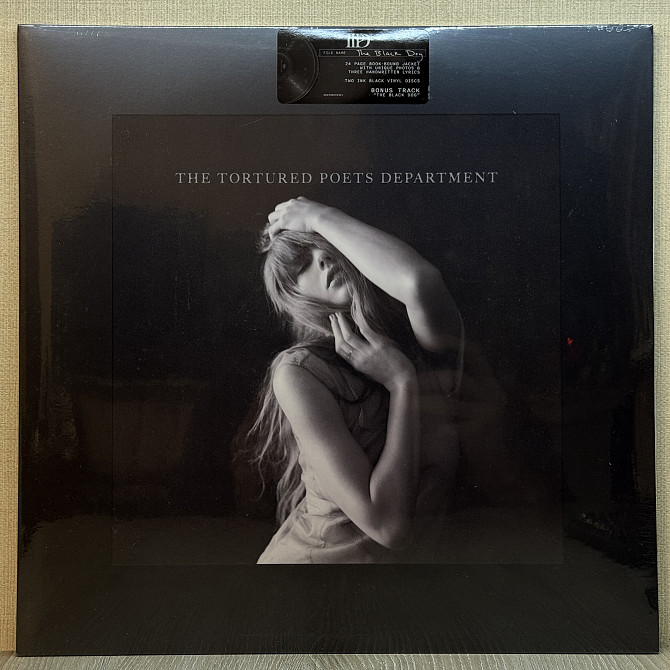 FILE NAME The Black Dog
24 PAGE BOOK-BOUND JACKET
WITH UNIQUE PHOTOS &
THREE HANDWRITTEN LYRICS
TWO INK BLACK VINYL DISCS
BONUS TRACK
"THE BLACK DOG"
THE TORTURED POETS DEPARTMENT